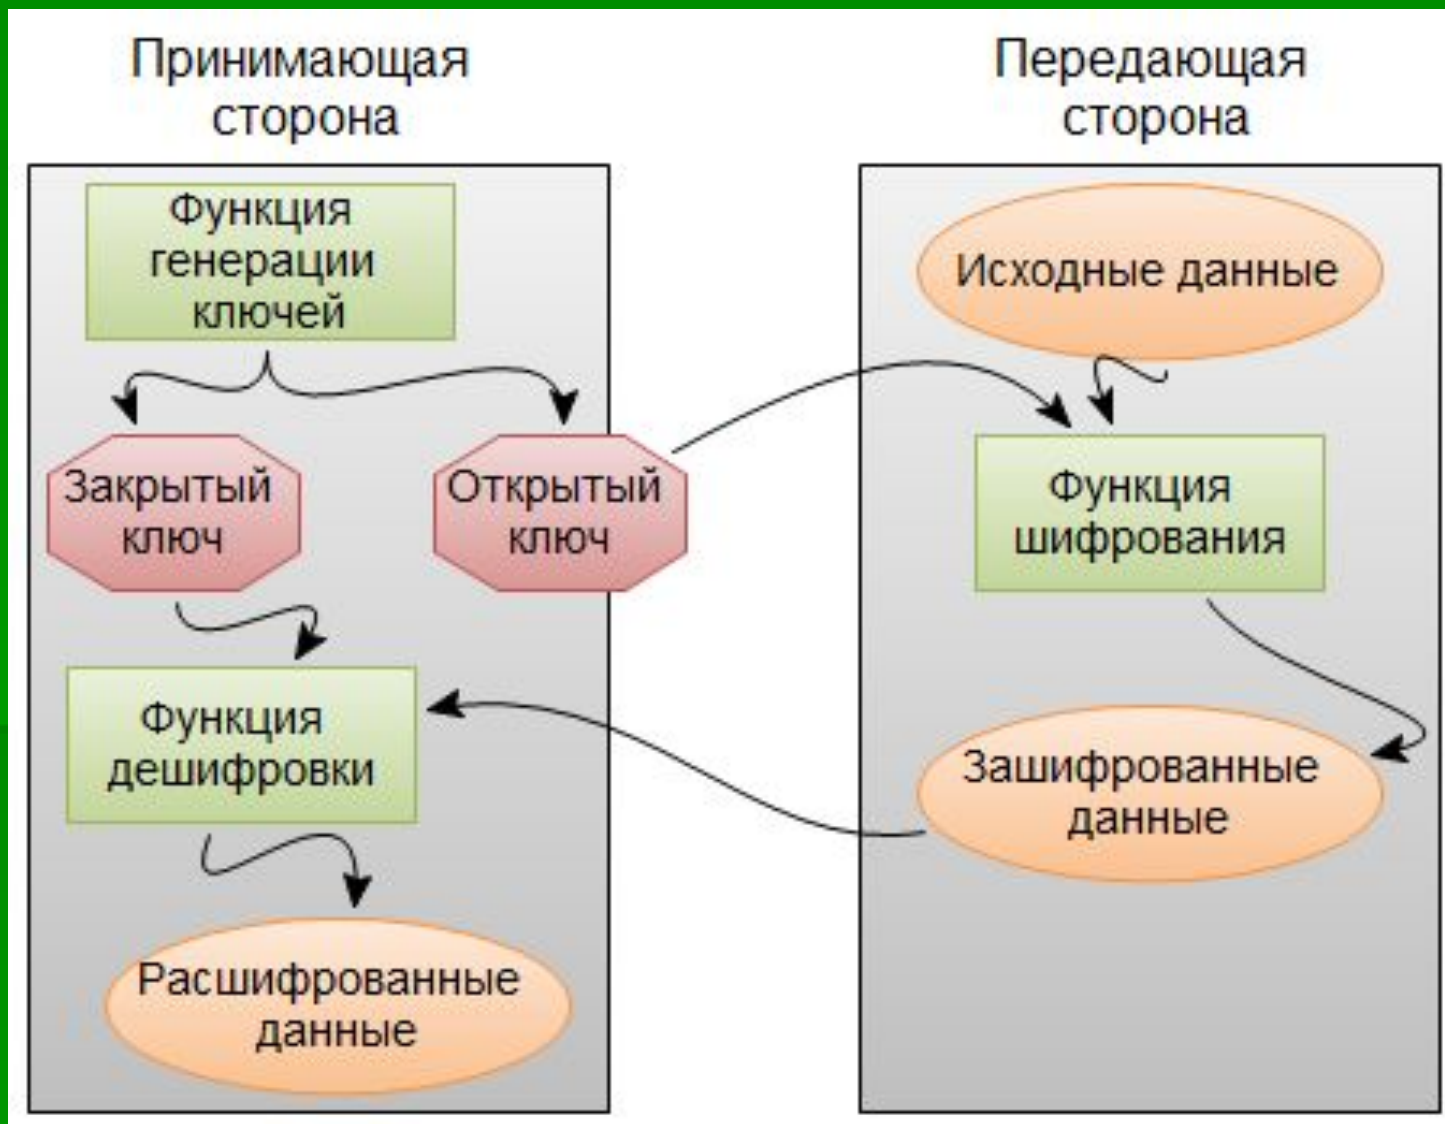 Принимающая
сторона
Передающая
сторона
Функция
генерации
ключей
Исходные данные
Закрытый
ключ
Открытый
ключ
Функция
шифрования
Функция
дешифровки
Зашифрованные
данные
Расшифрованные
данные